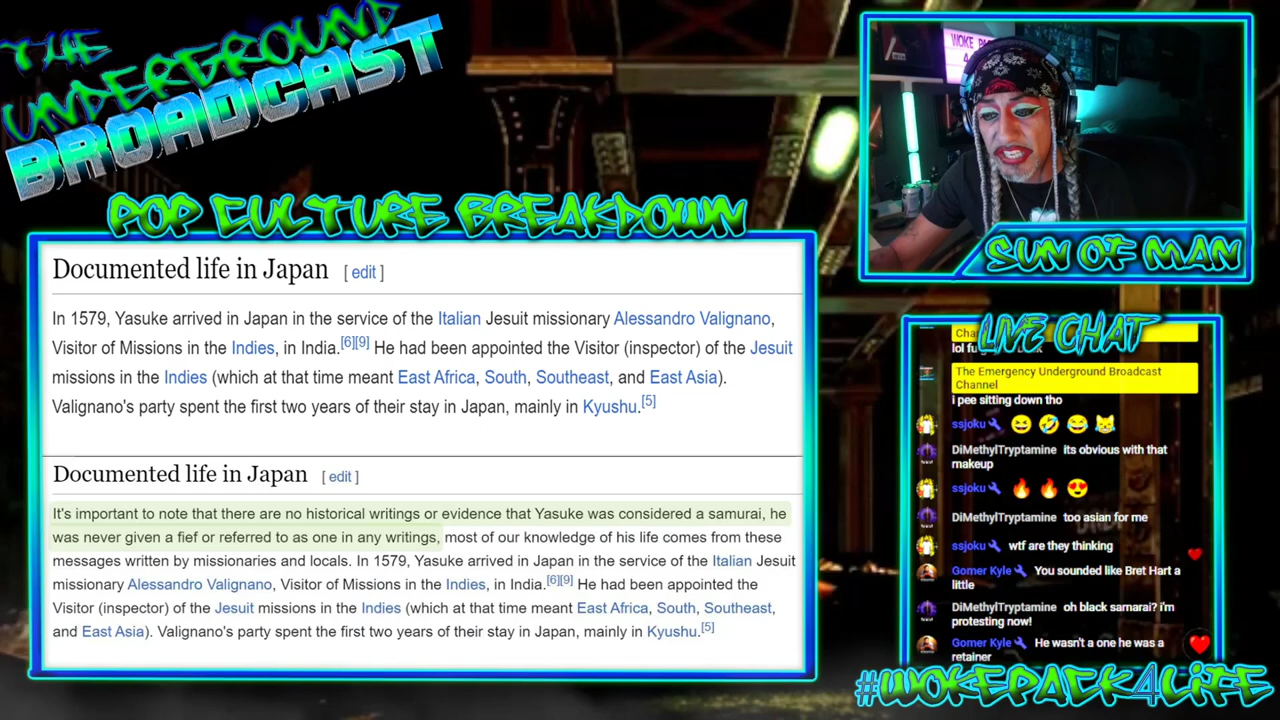 THE
UNDERGROUND
BROADCAST
WOKE
POP CULTURE BREAKDOWN
SUN OF MAN
Documented life in Japan [ edit ]
In 1579, Yasuke arrived in Japan in the service of the Italian Jesuit missionary Alessandro Valignano,
Visitor of Missions in the Indies, in India.[6][9] He had been appointed the Visitor (inspector) of the Jesuit
missions in the Indies (which at that time meant East Africa, South, Southeast, and East Asia).
Valignano's party spent the first two years of their stay in Japan, mainly in Kyushu.[5]
Documented life in Japan [ edit ]
It's important to note that there are no historical writings or evidence that Yasuke was considered a samurai, he
was never given a fief or referred to as one in any writings, most of our knowledge of his life comes from these
messages written by missionaries and locals. In 1579, Yasuke arrived in Japan in the service of the Italian Jesuit
missionary Alessandro Valignano, Visitor of Missions in the Indies, in India.[6][9] He had been appointed the
Visitor (inspector) of the Jesuit missions in the Indies (which at that time meant East Africa, South, Southeast,
and East Asia). Valignano's party spent the first two years of their stay in Japan, mainly in Kyushu.[5]
LIVE CHAT
The Emergency Underground Broadcast
Channel
i pee sitting down tho
ssjoku
DiMethylTryptamine its obvious with that
makeup
ssjoku
DiMethylTryptamine too asian for me
ssjoku wtf are they thinking
Gomer Kyle You sounded like Bret Hart a
little
DiMethylTryptamine oh black samurai? i'm
protesting now!
Gomer Kyle He wasn't a one he was a
retainer
#WOKEPACK4LIFE